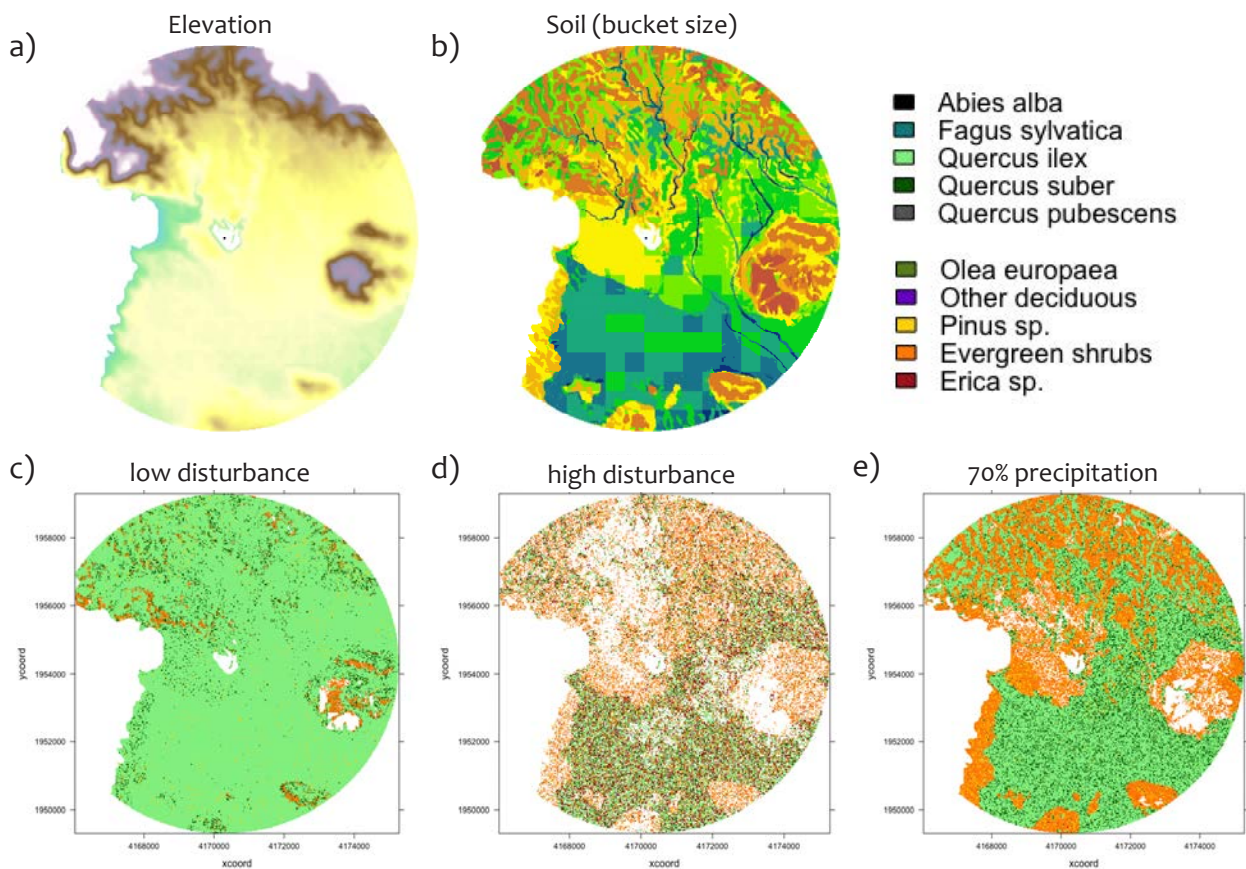 a)
Elevation
b)
Soil (bucket size)
Abies alba
Fagus sylvatica
Quercus ilex
Quercus suber
Quercus pubescens
Olea europaea
Other deciduous
Pinus sp.
Evergreen shrubs
Erica sp.
c)
low disturbance
d)
high disturbance
e)
70% precipitation
1958000
1956000
1954000
1952000
1950000
ycoord
4168000
4170000
4172000
4174000
xcoord
1958000
1956000
1954000
1952000
1950000
ycoord
4168000
4170000
4172000
4174000
xcoord
1958000
1956000
1954000
1952000
1950000
ycoord
4168000
4170000
4172000
4174000
xcoord